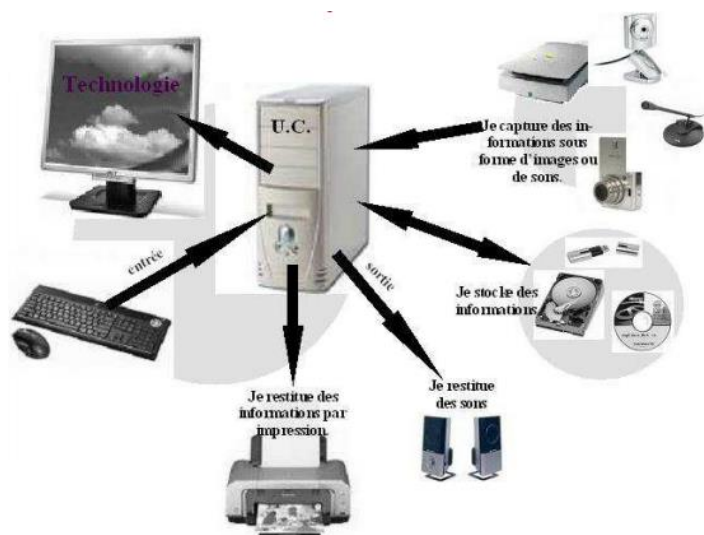 Technologie
U.C.
Je capture des in-
formations sous
forme d'images ou
de sons.
entrée
sortie
Je stocke des
informations
Je restitue des
informations par
impression.
Je restitue
des sons